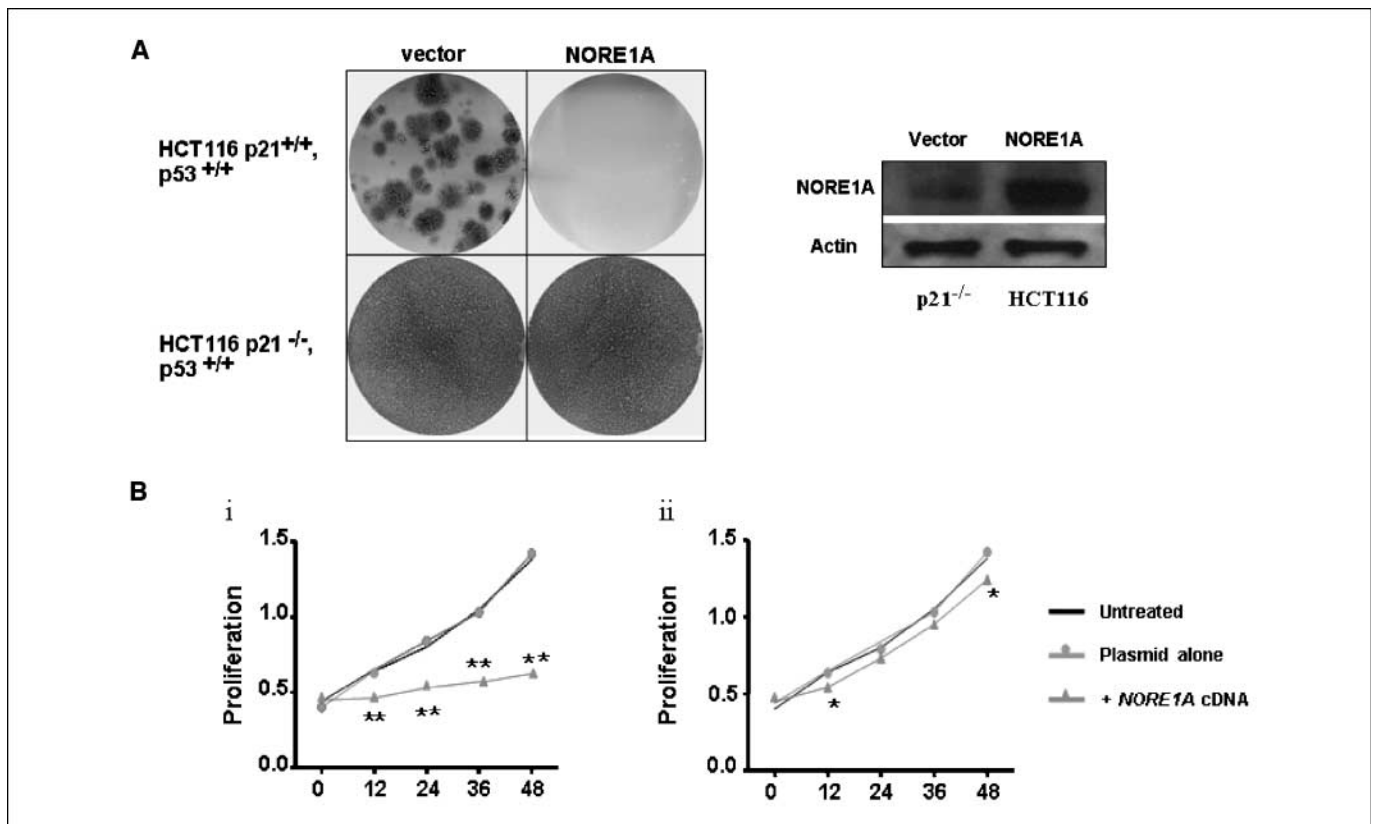 A
vector NORE1A
HCT116 p21+/+,
p53 +/+
HCT116 p21 -/-,
p53 +/+
Vector NORE1A
NORE1A
Actin
p21-/- HCT116
B
i
Proliferation
1.5
1.0
0.5
0.0
** ** ** **
0 12 24 36 48
ii
Proliferation
1.5
1.0
0.5
0.0
* *
0 12 24 36 48
Untreated
Plasmid alone
+ NORE1A cDNA